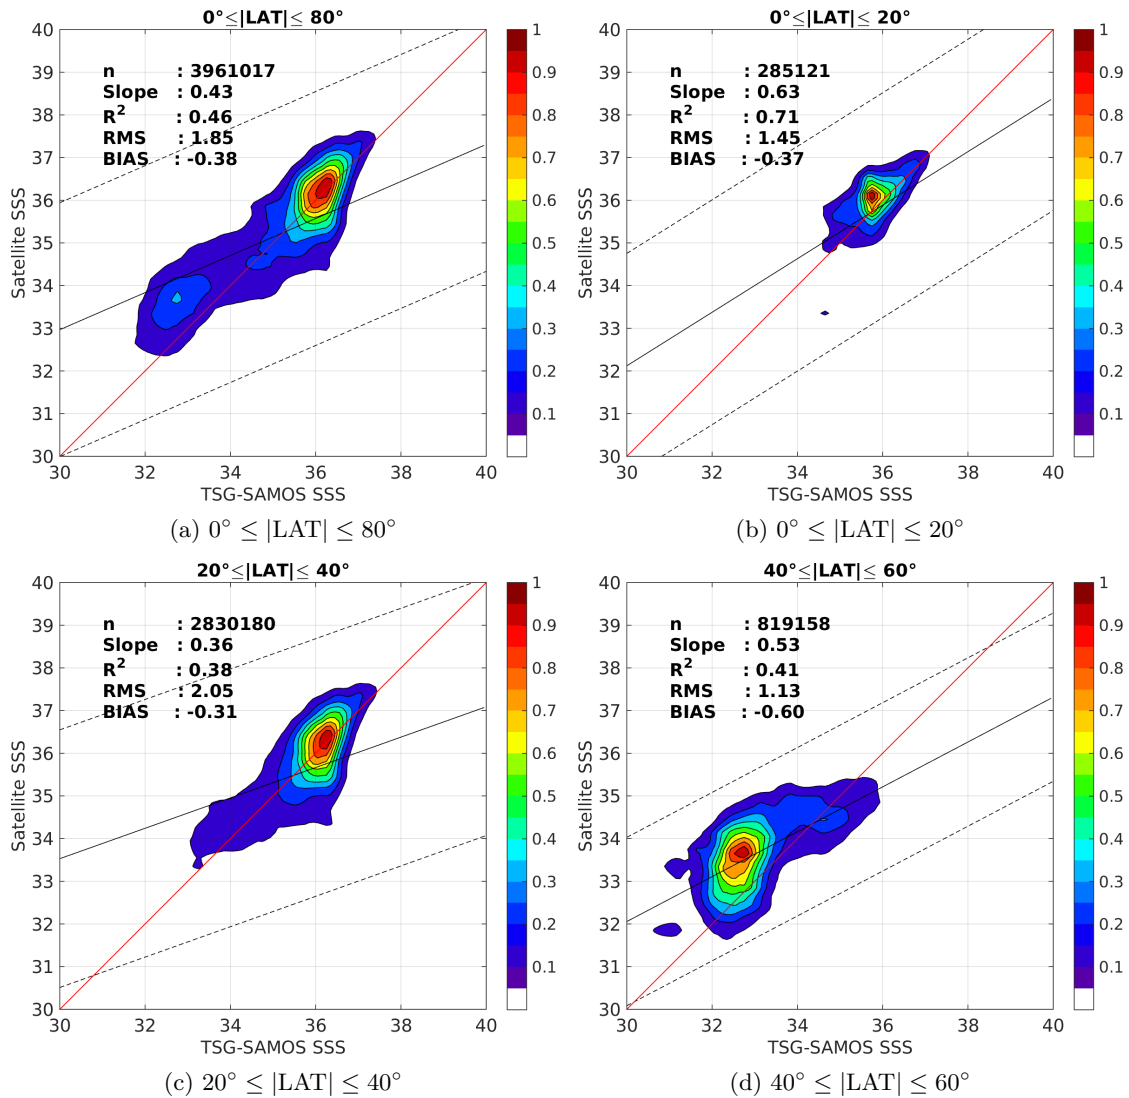 0°≤|LAT|≤ 80°
n : 3961017
Slope : 0.43
R² : 0.46
RMS : 1.85
BIAS : -0.38
Satellite SSS
40
39
38
37
36
35
34
33
32
31
30
30 32 34 36 38 40
TSG-SAMOS SSS
1
0.9
0.8
0.7
0.6
0.5
0.4
0.3
0.2
0.1
(a) 0° ≤ |LAT| ≤ 80°
0°≤|LAT|≤ 20°
n : 285121
Slope : 0.63
R² : 0.71
RMS : 1.45
BIAS : -0.37
Satellite SSS
40
39
38
37
36
35
34
33
32
31
30
30 32 34 36 38 40
TSG-SAMOS SSS
1
0.9
0.8
0.7
0.6
0.5
0.4
0.3
0.2
0.1
(b) 0° ≤ |LAT| ≤ 20°
20°≤|LAT|≤ 40°
n : 2830180
Slope : 0.36
R² : 0.38
RMS : 2.05
BIAS : -0.31
Satellite SSS
40
39
38
37
36
35
34
33
32
31
30
30 32 34 36 38 40
TSG-SAMOS SSS
1
0.9
0.8
0.7
0.6
0.5
0.4
0.3
0.2
0.1
(c) 20° ≤ |LAT| ≤ 40°
40°≤|LAT|≤ 60°
n : 819158
Slope : 0.53
R² : 0.41
RMS : 1.13
BIAS : -0.60
Satellite SSS
40
39
38
37
36
35
34
33
32
31
30
30 32 34 36 38 40
TSG-SAMOS SSS
1
0.9
0.8
0.7
0.6
0.5
0.4
0.3
0.2
0.1
(d) 40° ≤ |LAT| ≤ 60°